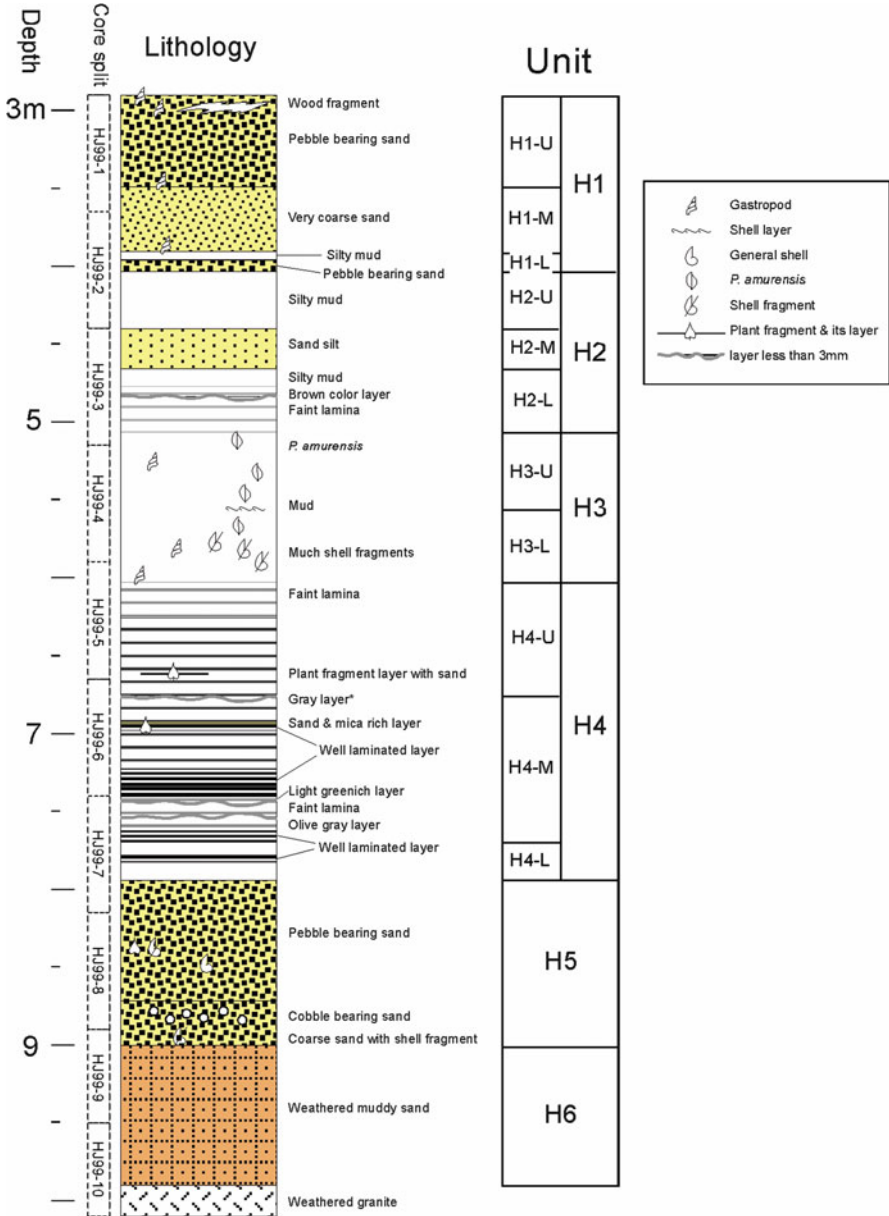 Depth
Core split
Lithology
Unit
3m
5
7
9
HJ99-1
HJ99-2
HJ99-3
HJ99-4
HJ99-5
HJ99-6
HJ99-7
HJ99-8
HJ99-9
HJ99-10
Wood fragment
Pebble bearing sand
Very coarse sand
Silty mud
Pebble bearing sand
Silty mud
Sand silt
Silty mud
Brown color layer
Faint lamina
P. amurensis
Mud
Much shell fragments
Faint lamina
Plant fragment layer with sand
Gray layer*
Sand & mica rich layer
Well laminated layer
Light greenich layer
Faint lamina
Olive gray layer
Well laminated layer
Pebble bearing sand
Cobble bearing sand
Coarse sand with shell fragment
Weathered muddy sand
Weathered granite
H1-U
H1-M
H1-L
H2-U
H2-M
H2-L
H3-U
H3-L
H4-U
H4-M
H4-L
H1
H2
H3
H4
H5
H6
Gastropod
Shell layer
General shell
P. amurensis
Shell fragment
Plant fragment & its layer
layer less than 3mm